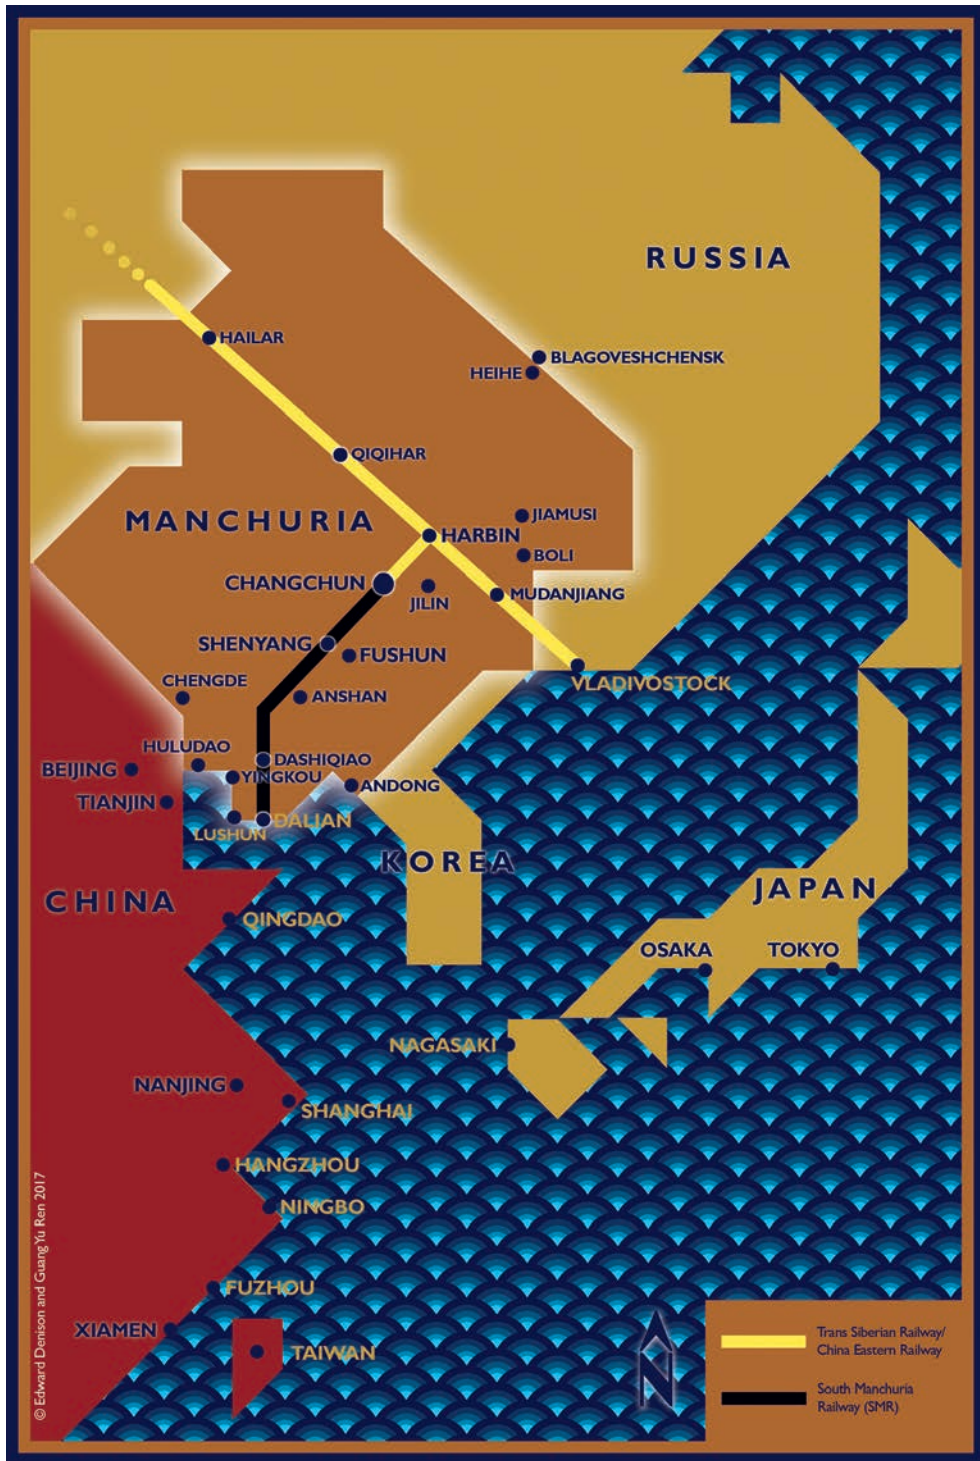 RUSSIA
HAILAR
BLAGOVESHCHENSK
HEIHE
QIQIHAR
MANCHURIA
JIAMUSI
HARBIN
BOLI
CHANGCHUN
JILIN
MUDANJIANG
SHENYANG
FUSHUN
CHENGDE
VLADIVOSTOCK
ANSHAN
HULUDAO
DASHIQIAO
BEIJING
YINGKOU
ANDONG
TIANJIN
LUSHUN
DALIAN
KOREA
CHINA
JAPAN
QINGDAO
OSAKA
TOKYO
NAGASAKI
NANJING
SHANGHAI
HANGZHOU
NINGBO
FUZHOU
XIAMEN
TAIWAN
N
Trans Siberian Railway/
China Eastern Railway
South Manchuria
Railway (SMR)
© Edward Denison and Guang Yu Ren 2017